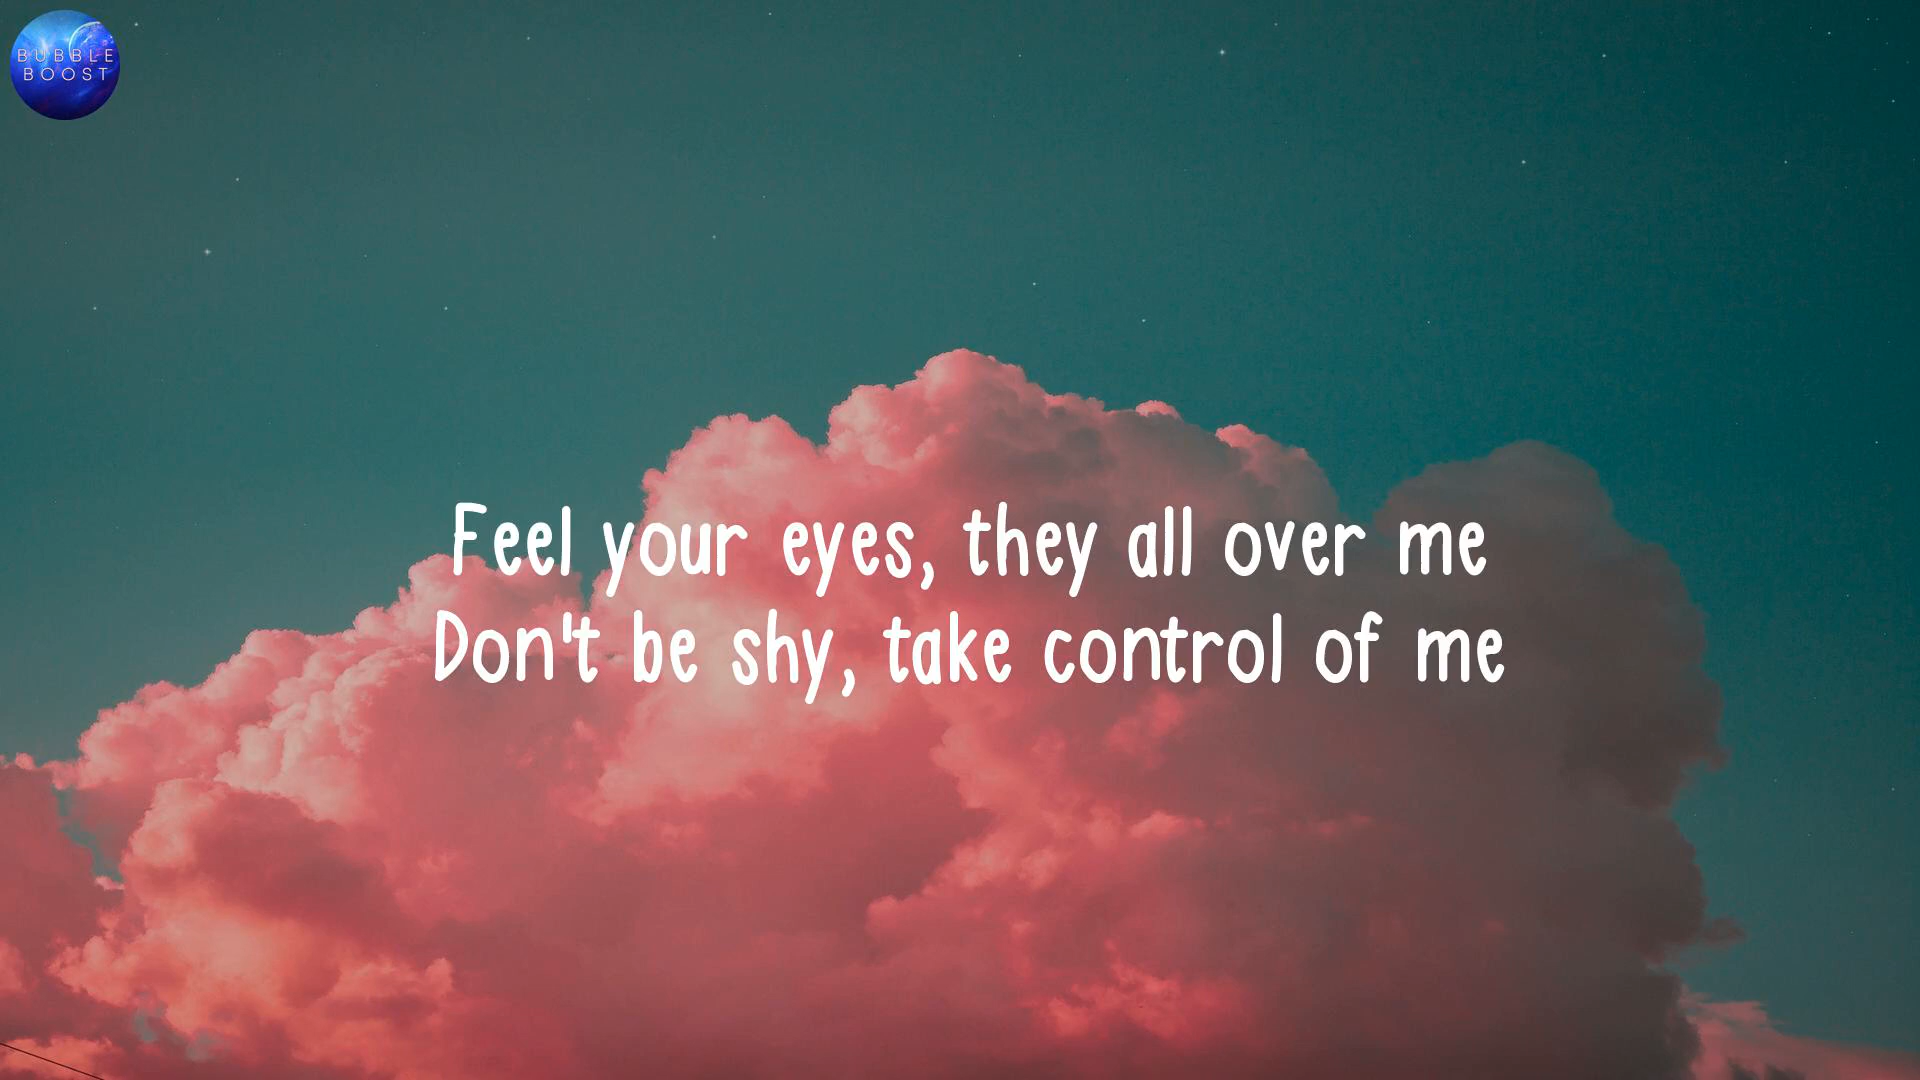 BUBBLE
BOOST
Feel your eyes, they all over me
Don't be shy, take control of me